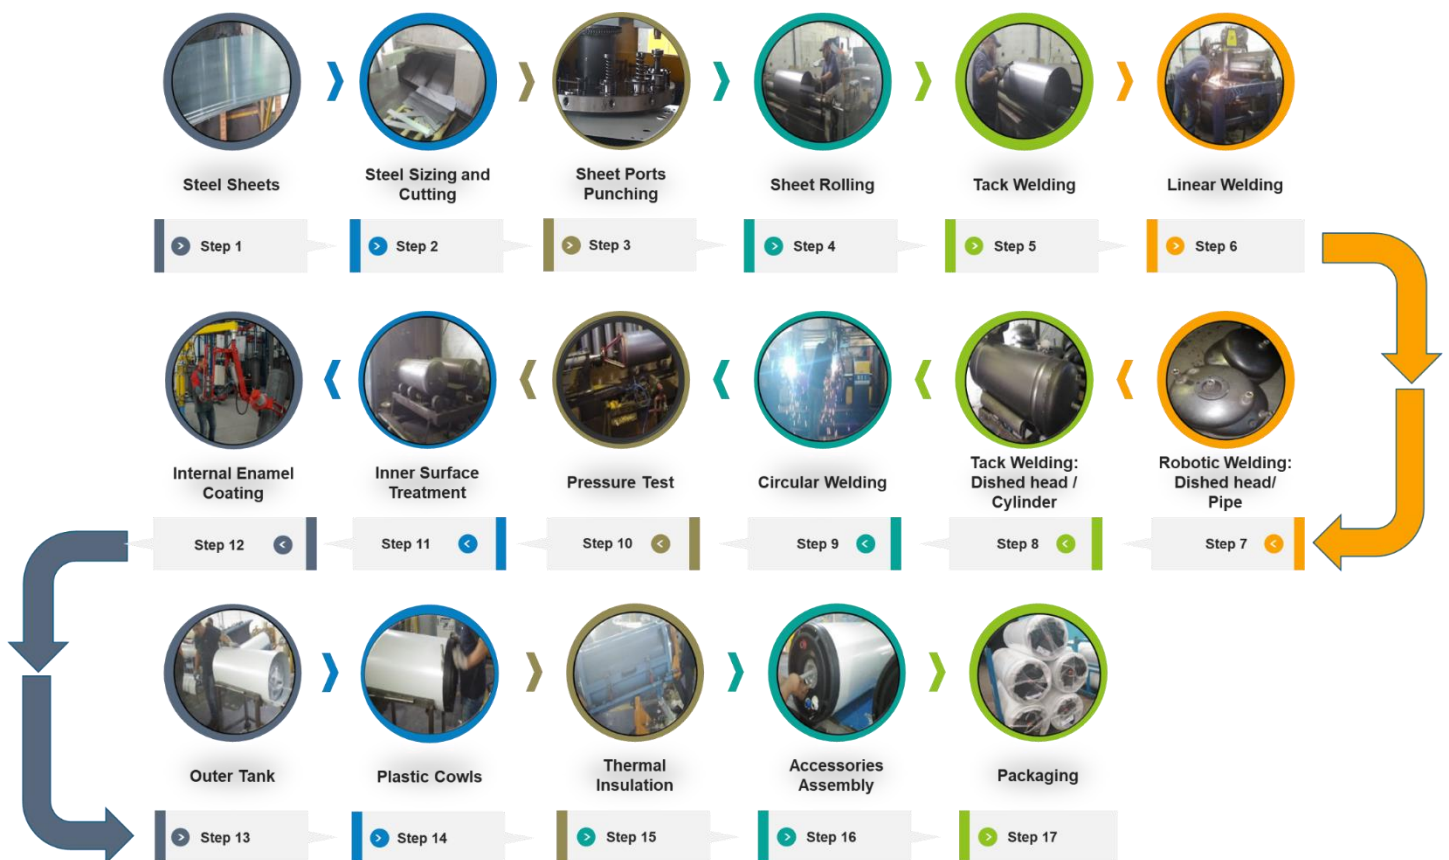 Steel Sheets
Steel Sizing and
Cutting
Sheet Ports
Punching
Sheet Rolling
Tack Welding
Linear Welding
Step 1
Step 2
Step 3
Step 4
Step 5
Step 6
Internal Enamel
Coating
Inner Surface
Treatment
Pressure Test
Circular Welding
Tack Welding:
Dished head /
Cylinder
Robotic Welding:
Dished head/
Pipe
Step 12
Step 11
Step 10
Step 9
Step 8
Step 7
Outer Tank
Plastic Cowls
Thermal
Insulation
Accessories
Assembly
Packaging
Step 13
Step 14
Step 15
Step 16
Step 17